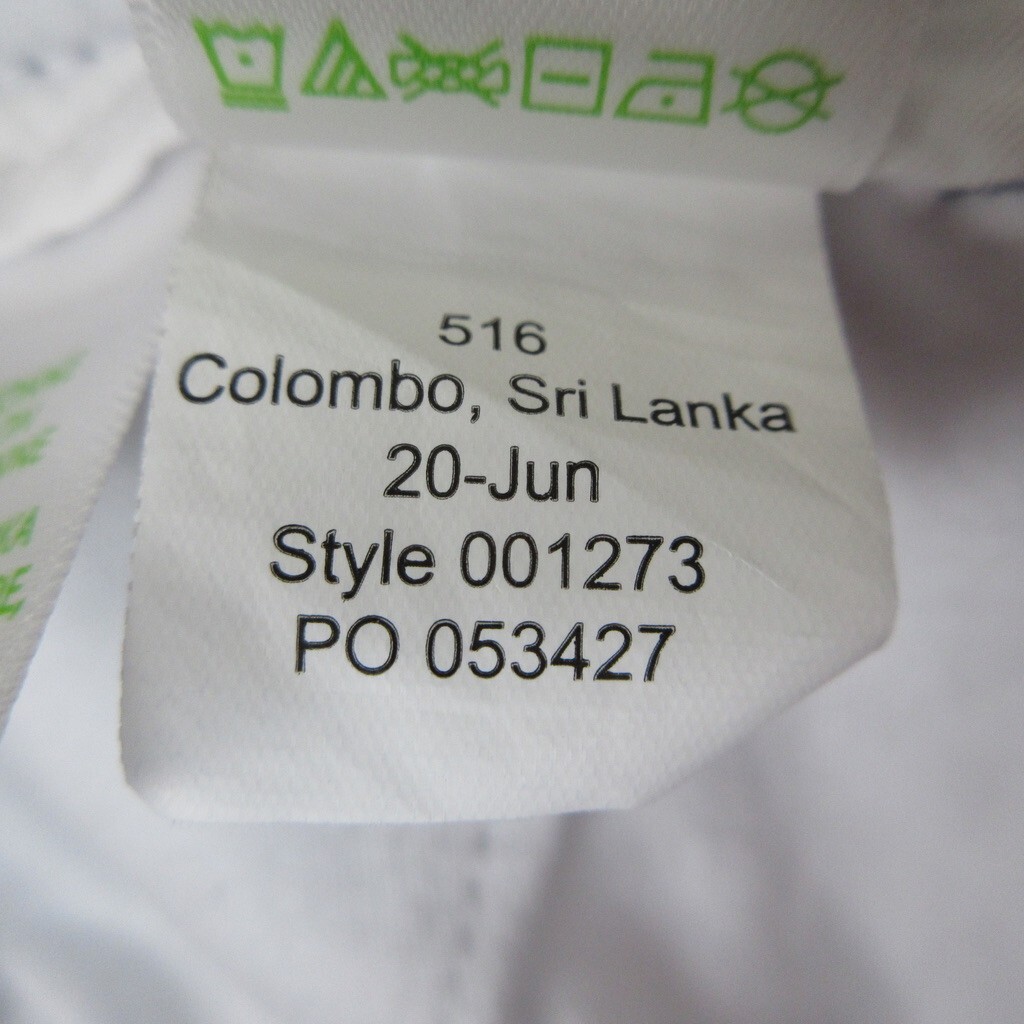 516
Colombo, Sri Lanka
20-Jun
Style 001273
PO 053427